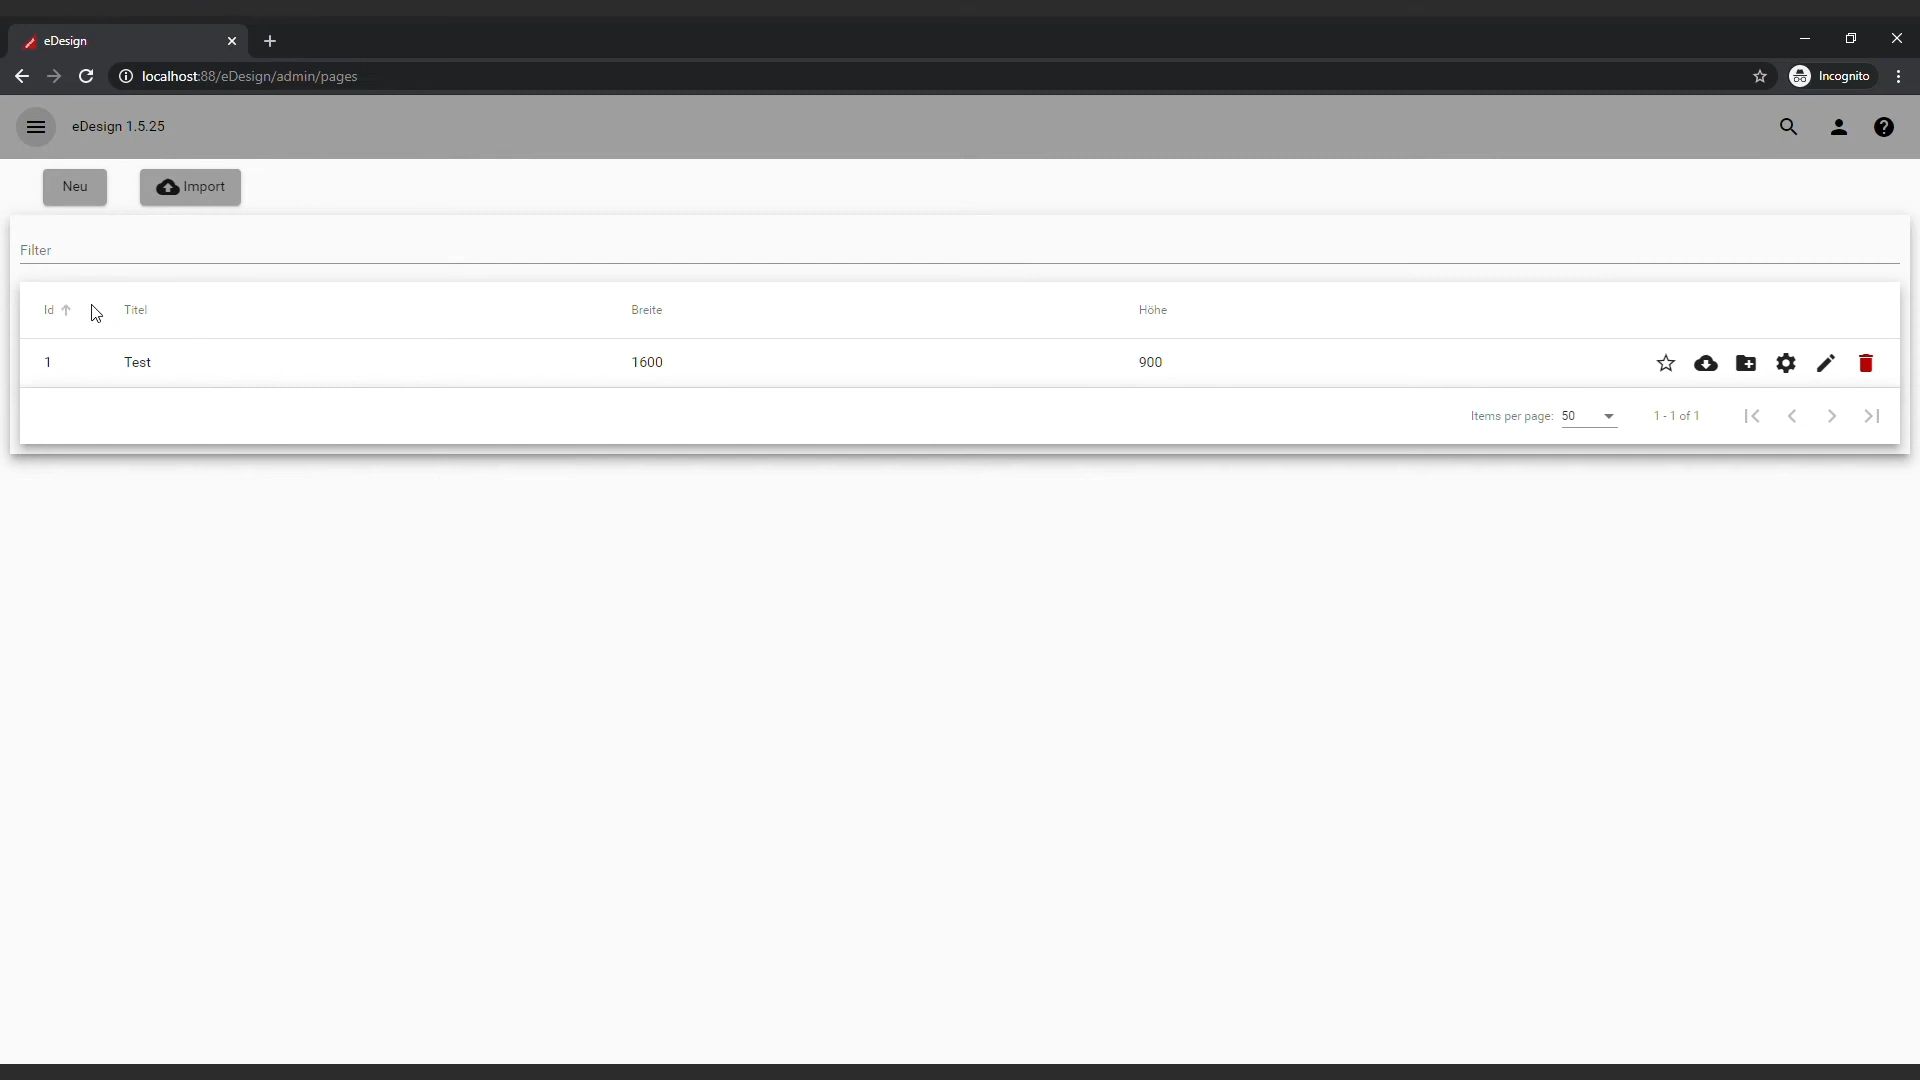 eDesign
localhost:88/eDesign/admin/pages
Incognito
eDesign 1.5.25
Neu
Import
Filter
Id Titel Breite Höhe
1 Test 1600 900
Items per page: 50 1 - 1 of 1